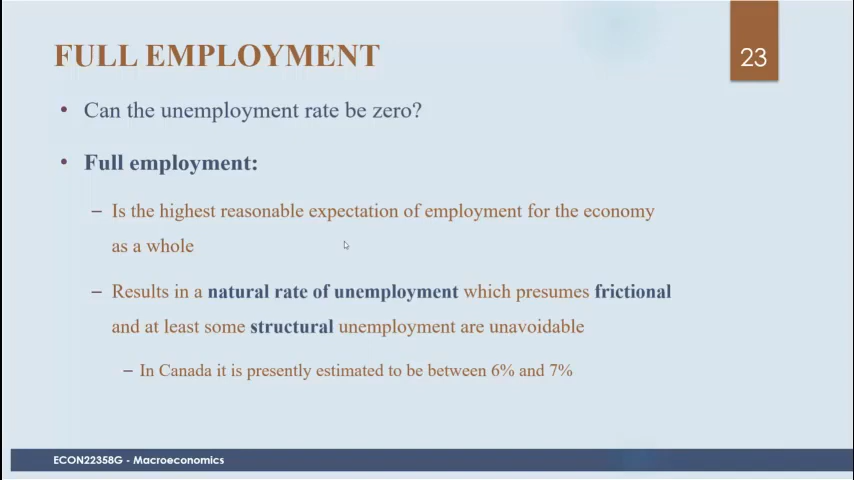 FULL EMPLOYMENT
23
• Can the unemployment rate be zero?
• Full employment:
– Is the highest reasonable expectation of employment for the economy
as a whole
– Results in a natural rate of unemployment which presumes frictional
and at least some structural unemployment are unavoidable
– In Canada it is presently estimated to be between 6% and 7%
ECON22358G - Macroeconomics